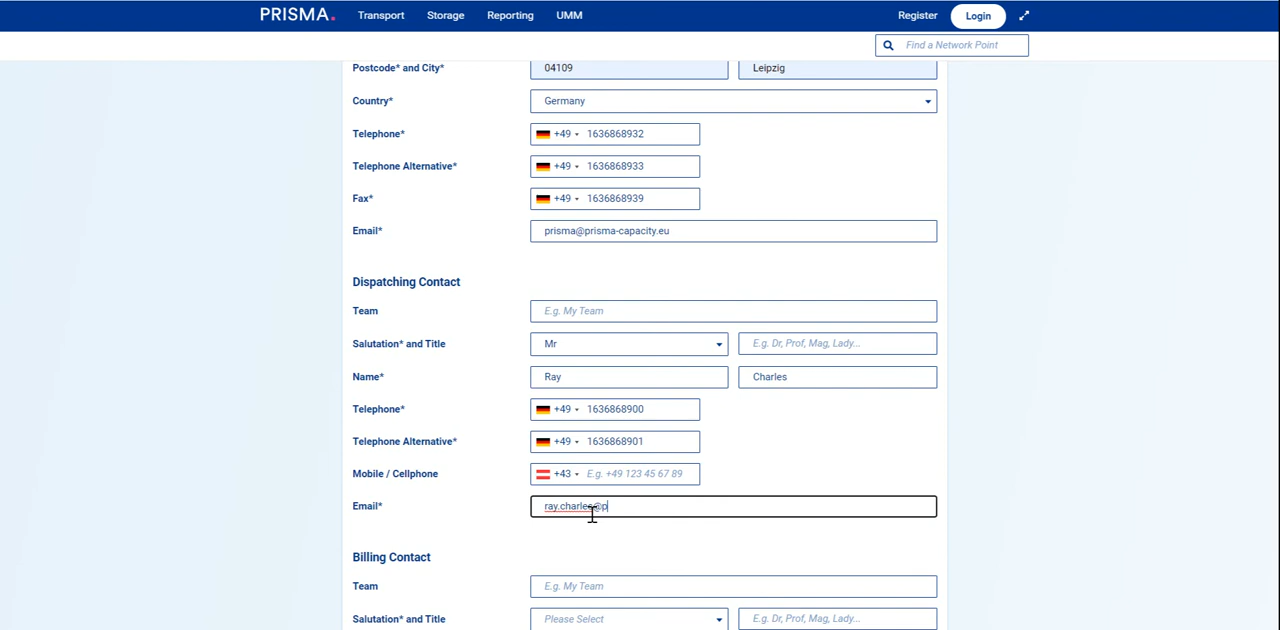 PRISMA. Transport Storage Reporting UMM Register Login
Find a Network Point
Postcode* and City* 04109 Leipzig
Country* Germany
Telephone* +49 1636868932
Telephone Alternative* +49 1636868933
Fax* +49 1636868939
Email* prisma@prisma-capacity.eu
Dispatching Contact
Team E.g. My Team
Salutation* and Title Mr E.g. Dr, Prof, Mag, Lady...
Name* Ray Charles
Telephone* +49 1636868900
Telephone Alternative* +49 1636868901
Mobile / Cellphone +43 E.g. +49 123 45 67 89
Email* ray.charles@p
Billing Contact
Team E.g. My Team
Salutation* and Title Please Select E.g. Dr, Prof, Mag, Lady...